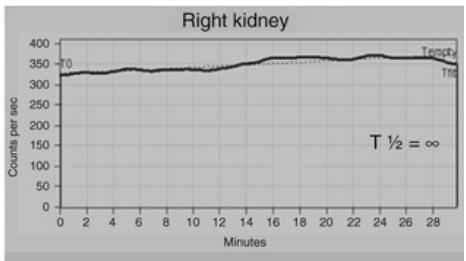 Right kidney
400
350
300
250
200
150
100
50
0
Counts per sec
T0
Tempty
Tfit
T ½ = ∞
0 2 4 6 8 10 12 14 16 18 20 22 24 26 28
Minutes